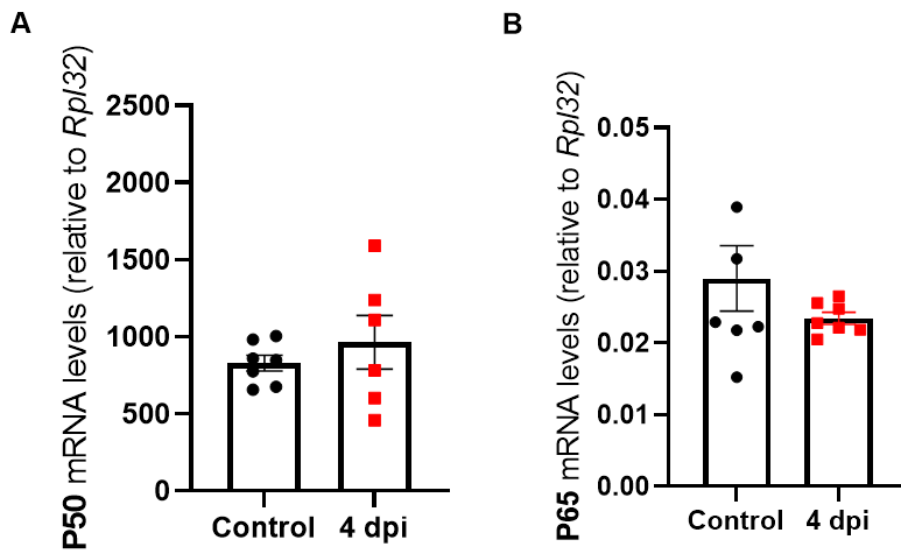 A
P50 mRNA levels (relative to Rpl32)
2500
2000
1500
1000
500
0
Control 4 dpi
B
P65 mRNA levels (relative to Rpl32)
0.05
0.04
0.03
0.02
0.01
0.00
Control 4 dpi